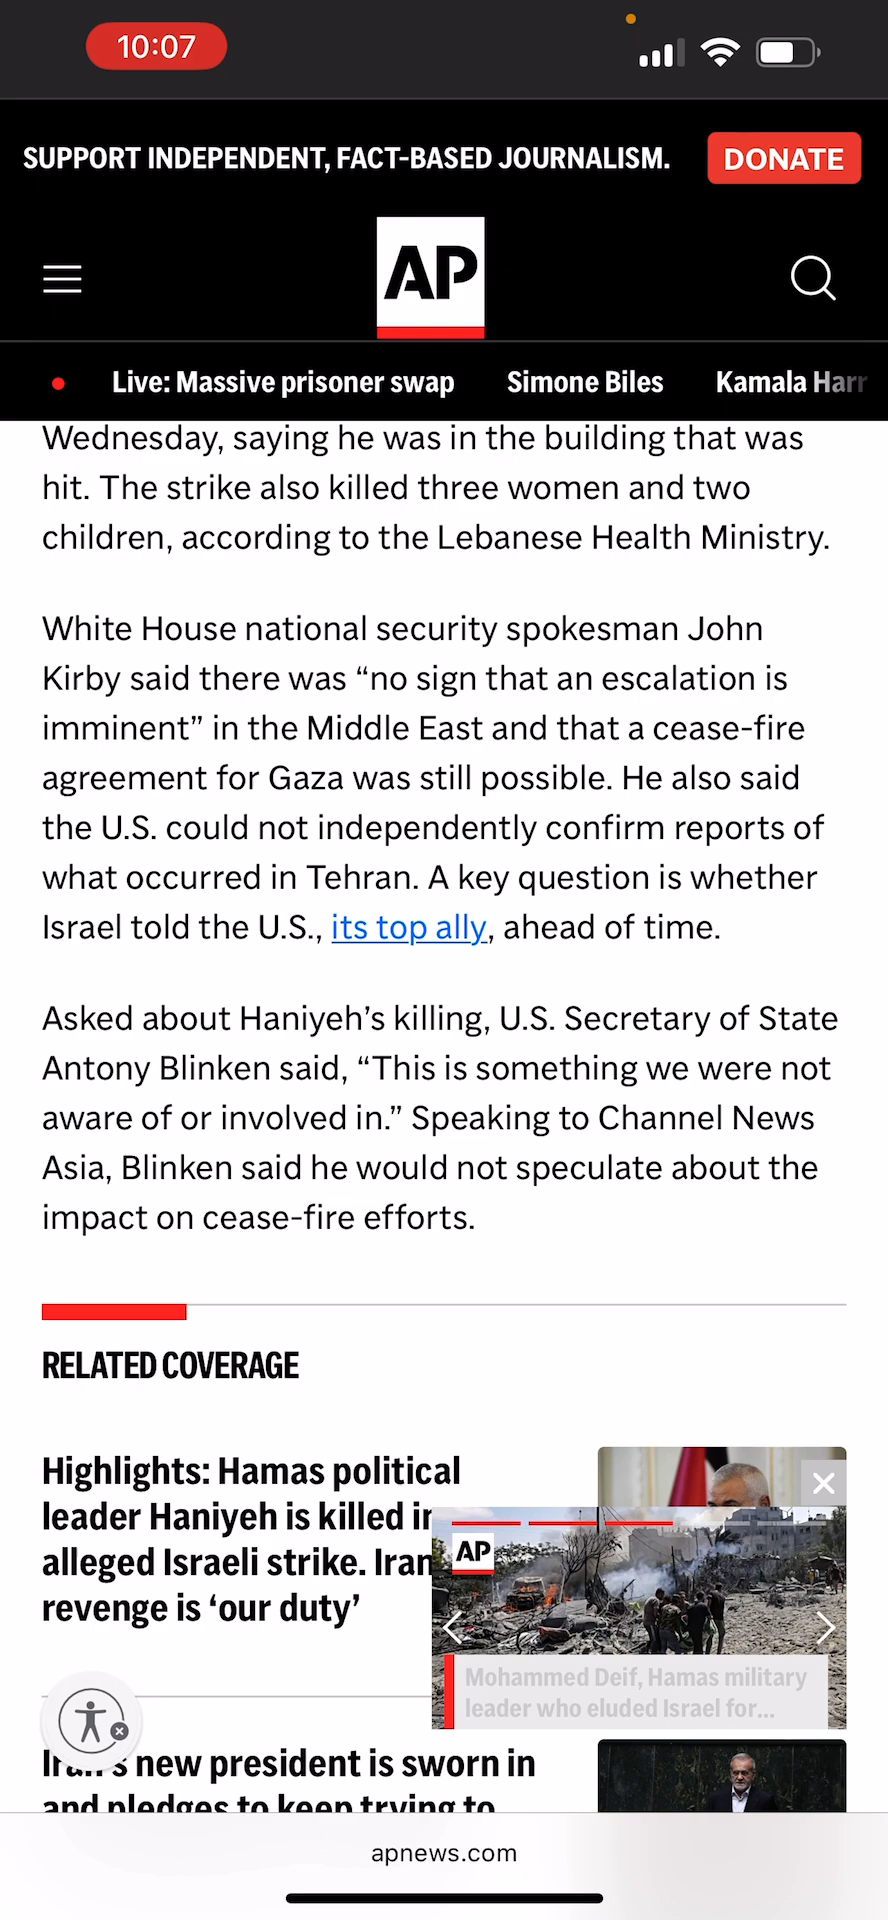 10:07
SUPPORT INDEPENDENT, FACT-BASED JOURNALISM.
DONATE
AP
Live: Massive prisoner swap
Simone Biles
Kamala Harr
Wednesday, saying he was in the building that was
hit. The strike also killed three women and two
children, according to the Lebanese Health Ministry.
White House national security spokesman John
Kirby said there was “no sign that an escalation is
imminent” in the Middle East and that a cease-fire
agreement for Gaza was still possible. He also said
the U.S. could not independently confirm reports of
what occurred in Tehran. A key question is whether
Israel told the U.S., its top ally, ahead of time.
Asked about Haniyeh’s killing, U.S. Secretary of State
Antony Blinken said, “This is something we were not
aware of or involved in.” Speaking to Channel News
Asia, Blinken said he would not speculate about the
impact on cease-fire efforts.
RELATED COVERAGE
Highlights: Hamas political
leader Haniyeh is killed in
alleged Israeli strike. Iran
revenge is ‘our duty’
AP
Mohammed Deif, Hamas military
leader who eluded Israel for...
new president is sworn in
and pledges to keep trying to
apnews.com